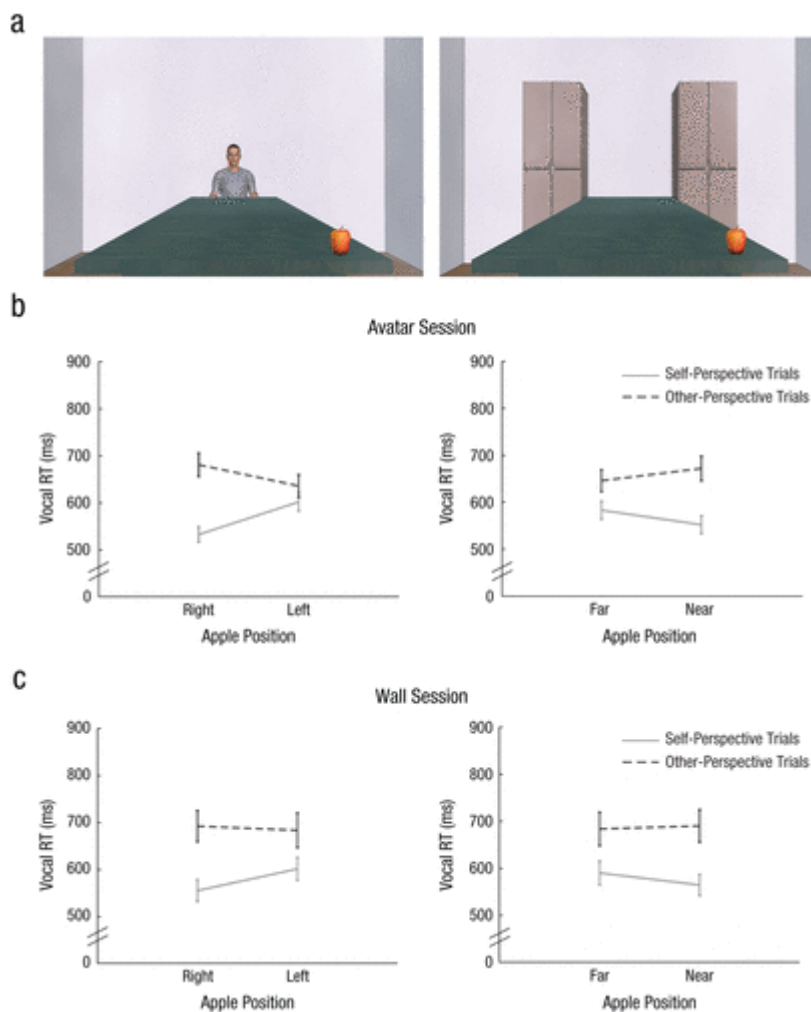 a
b
Avatar Session
900
800
700
600
500
0
Vocal RT (ms)
Right Left
Apple Position
900
800
700
600
500
0
Vocal RT (ms)
Far Near
Apple Position
Self-Perspective Trials
Other-Perspective Trials
c
Wall Session
900
800
700
600
500
0
Vocal RT (ms)
Right Left
Apple Position
900
800
700
600
500
0
Vocal RT (ms)
Far Near
Apple Position
Self-Perspective Trials
Other-Perspective Trials